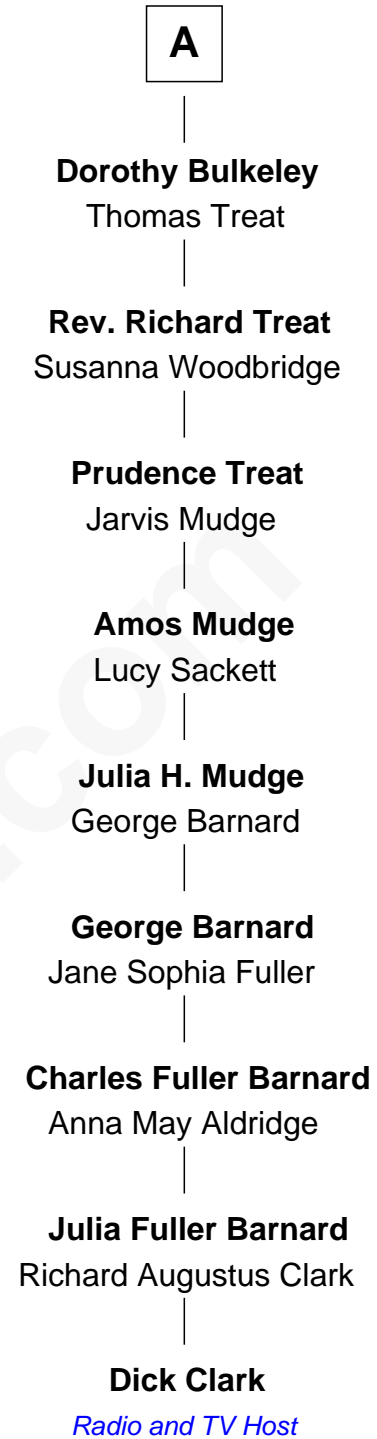 A
Dorothy Bulkeley
Thomas Treat
Rev. Richard Treat
Susanna Woodbridge
Prudence Treat
Jarvis Mudge
Amos Mudge
Lucy Sackett
Julia H. Mudge
George Barnard
George Barnard
Jane Sophia Fuller
Charles Fuller Barnard
Anna May Aldridge
Julia Fuller Barnard
Richard Augustus Clark
Dick Clark
Radio and TV Host